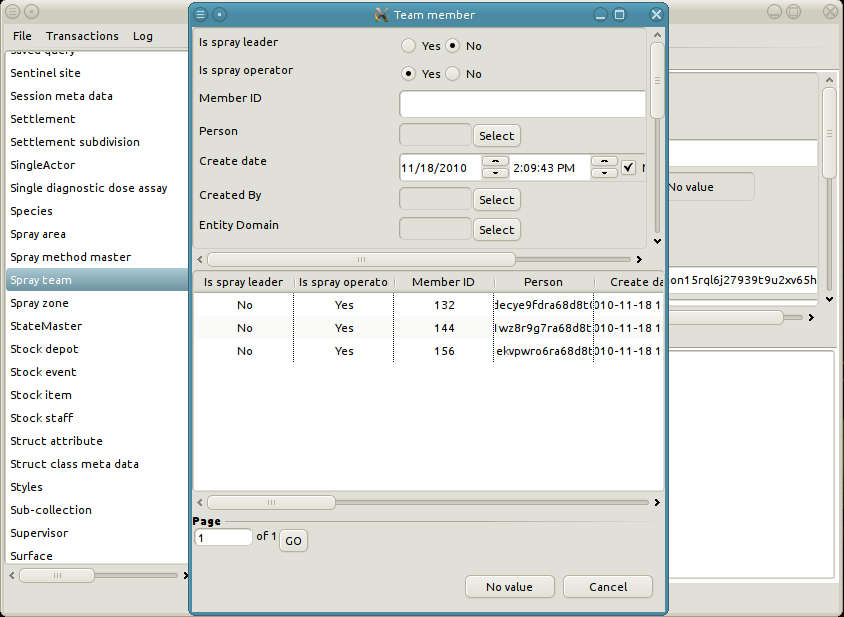 Team member
File Transactions Log
Saved query
Sentinel site
Session meta data
Settlement
Settlement subdivision
SingleActor
Single diagnostic dose assay
Species
Spray area
Spray method master
Spray team
Spray zone
StateMaster
Stock depot
Stock event
Stock item
Stock staff
Struct attribute
Struct class meta data
Styles
Sub-collection
Supervisor
Surface
Is spray leader Yes No
Is spray operator Yes No
Member ID
Person Select
Create date 11/18/2010 2:09:43 PM
Created By Select
Entity Domain Select
Is spray leader Is spray operato Member ID Person Create da
No Yes 132 decye9fdra68d8t 010-11-18 1
No Yes 144 wz8r9g7ra68d8t 010-11-18 1
No Yes 156 ekvpwro6ra68d8t 010-11-18 1
Page
1 of 1 GO
No value Cancel
No value
on15rql6j27939t9u2xv65h